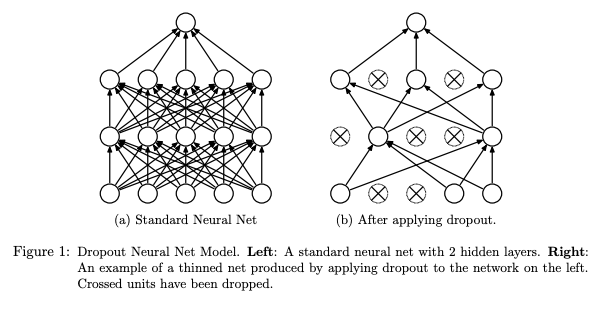 (a) Standard Neural Net
(b) After applying dropout.
Figure 1: Dropout Neural Net Model. Left: A standard neural net with 2 hidden layers. Right:
An example of a thinned net produced by applying dropout to the network on the left.
Crossed units have been dropped.